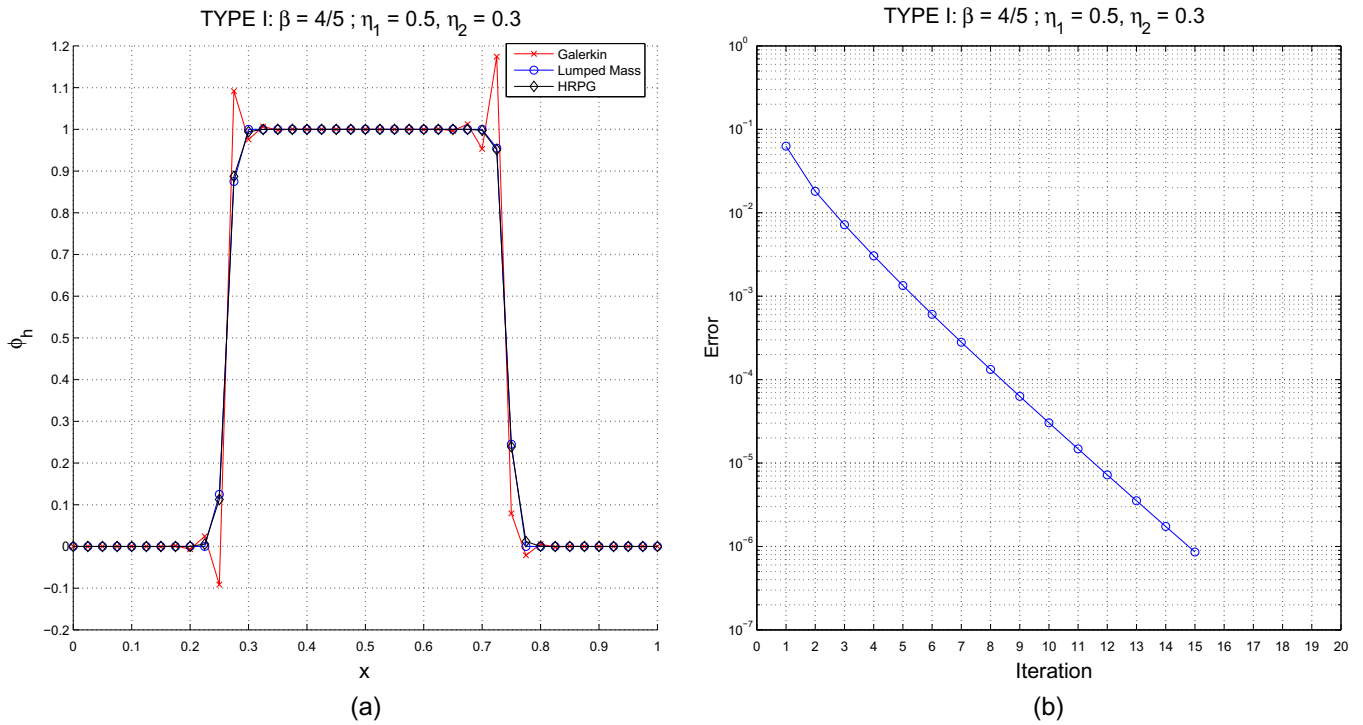 TYPE I: β = 4/5 ; η₁ = 0.5, η₂ = 0.3
1.2
1.1
1
0.9
0.8
0.7
0.6
0.5
0.4
0.3
0.2
0.1
0
−0.1
−0.2
ϕₕ
Galerkin
Lumped Mass
HRPG
0 0.1 0.2 0.3 0.4 0.5 0.6 0.7 0.8 0.9 1
x
(a)
TYPE I: β = 4/5 ; η₁ = 0.5, η₂ = 0.3
10⁰
10⁻¹
10⁻²
10⁻³
10⁻⁴
10⁻⁵
10⁻⁶
10⁻⁷
Error
0 1 2 3 4 5 6 7 8 9 10 11 12 13 14 15 16 17 18 19 20
Iteration
(b)